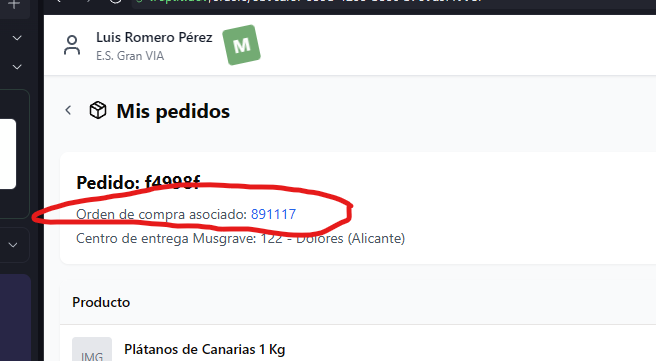 Luis Romero Pérez
E.S. Gran VIA
M
Mis pedidos
Pedido: f4998f
Orden de compra asociado: 891117
Centro de entrega Musgrave: 122 - Dolores (Alicante)
Producto
IMG
Plátanos de Canarias 1 Kg